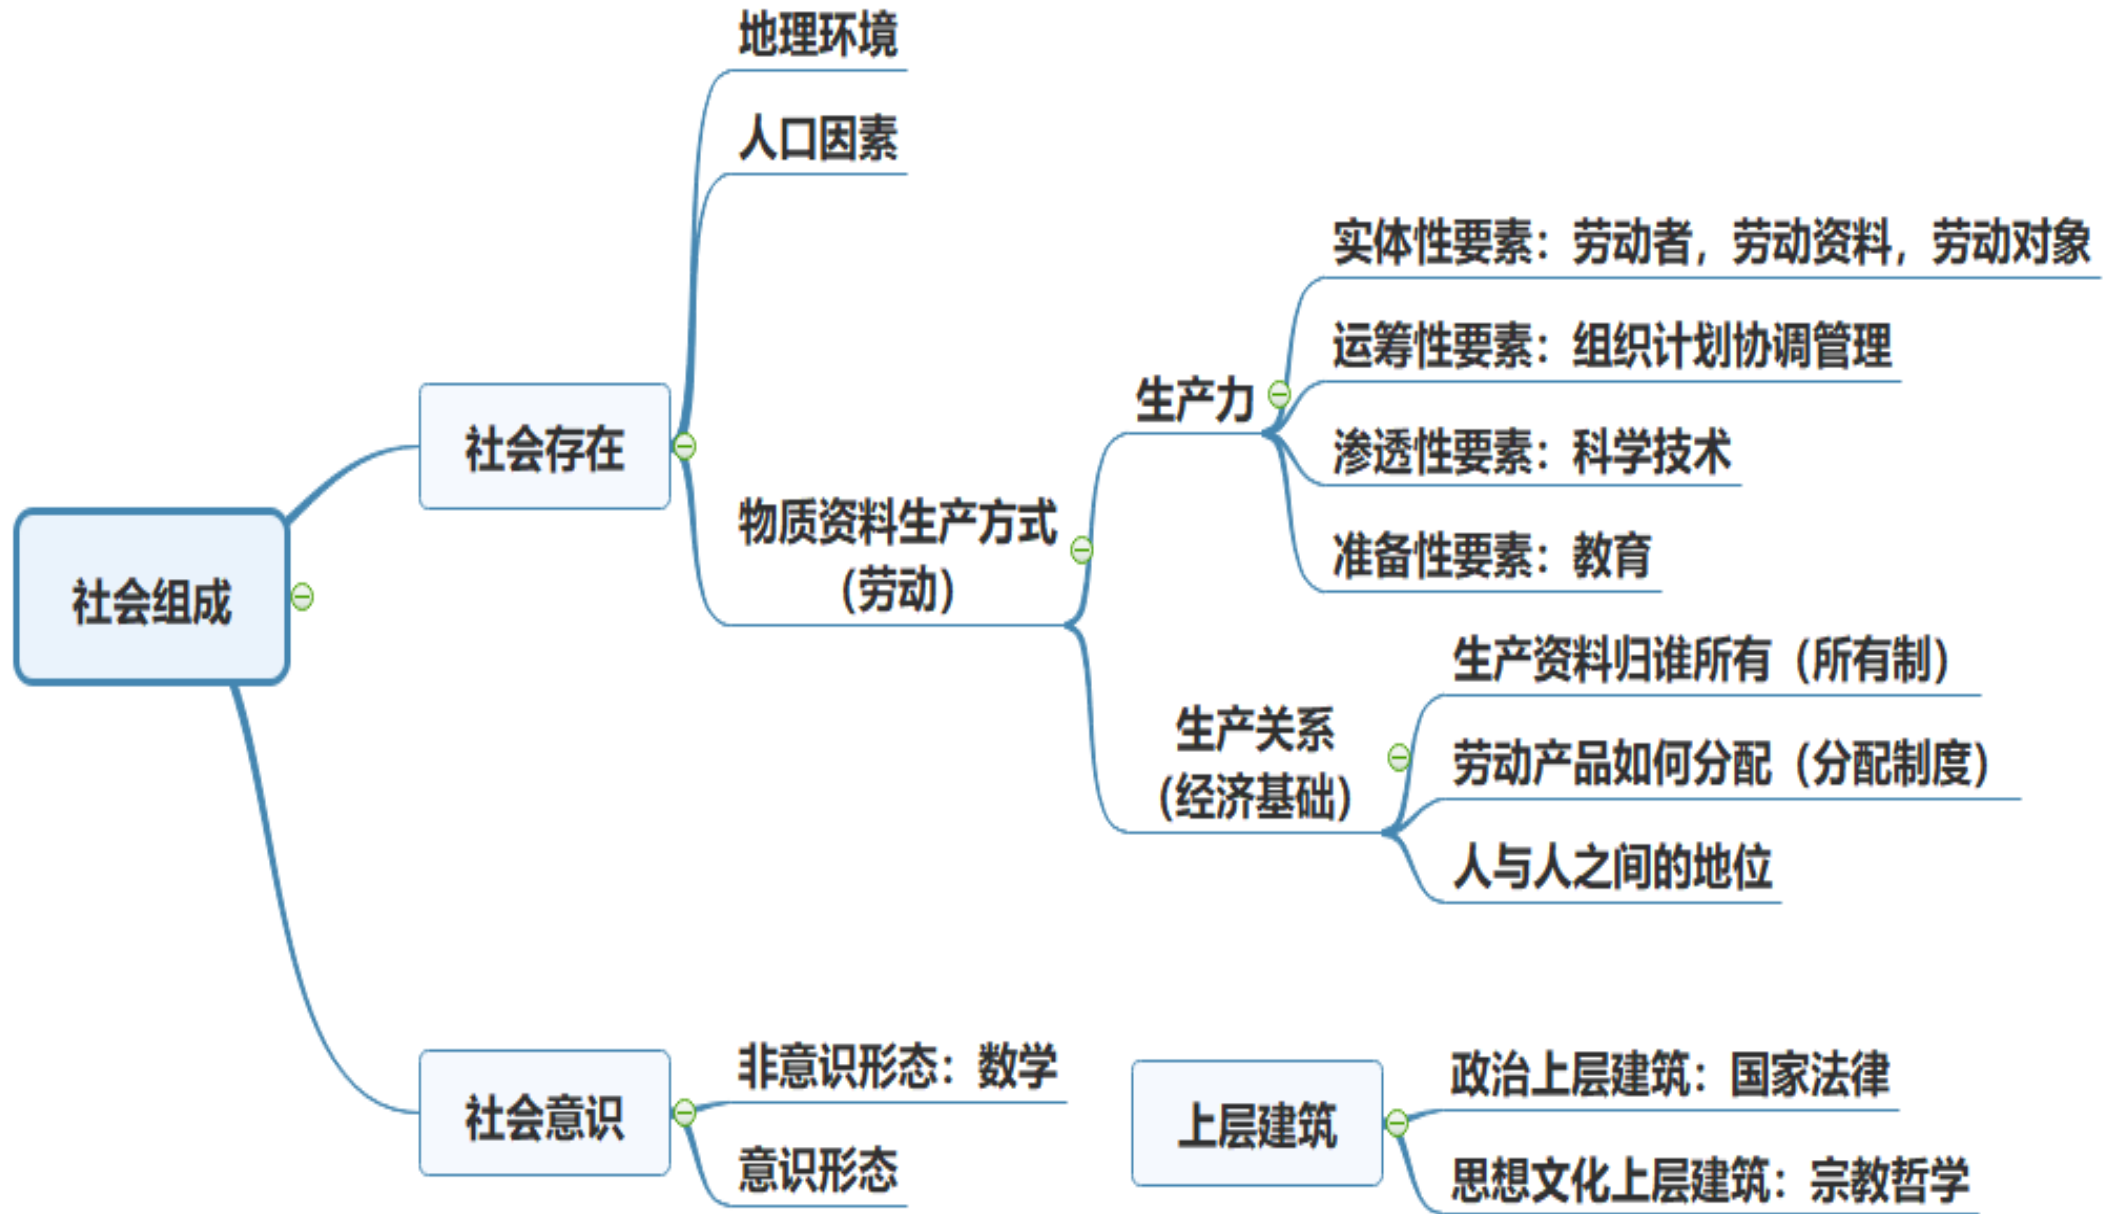 社会组成
社会存在
地理环境
人口因素
物质资料生产方式
（劳动）
生产力
实体性要素：劳动者，劳动资料，劳动对象
运筹性要素：组织计划协调管理
渗透性要素：科学技术
准备性要素：教育
生产关系
（经济基础）
生产资料归谁所有（所有制）
劳动产品如何分配（分配制度）
人与人之间的地位
社会意识
非意识形态：数学
意识形态
上层建筑
政治上层建筑：国家法律
思想文化上层建筑：宗教哲学